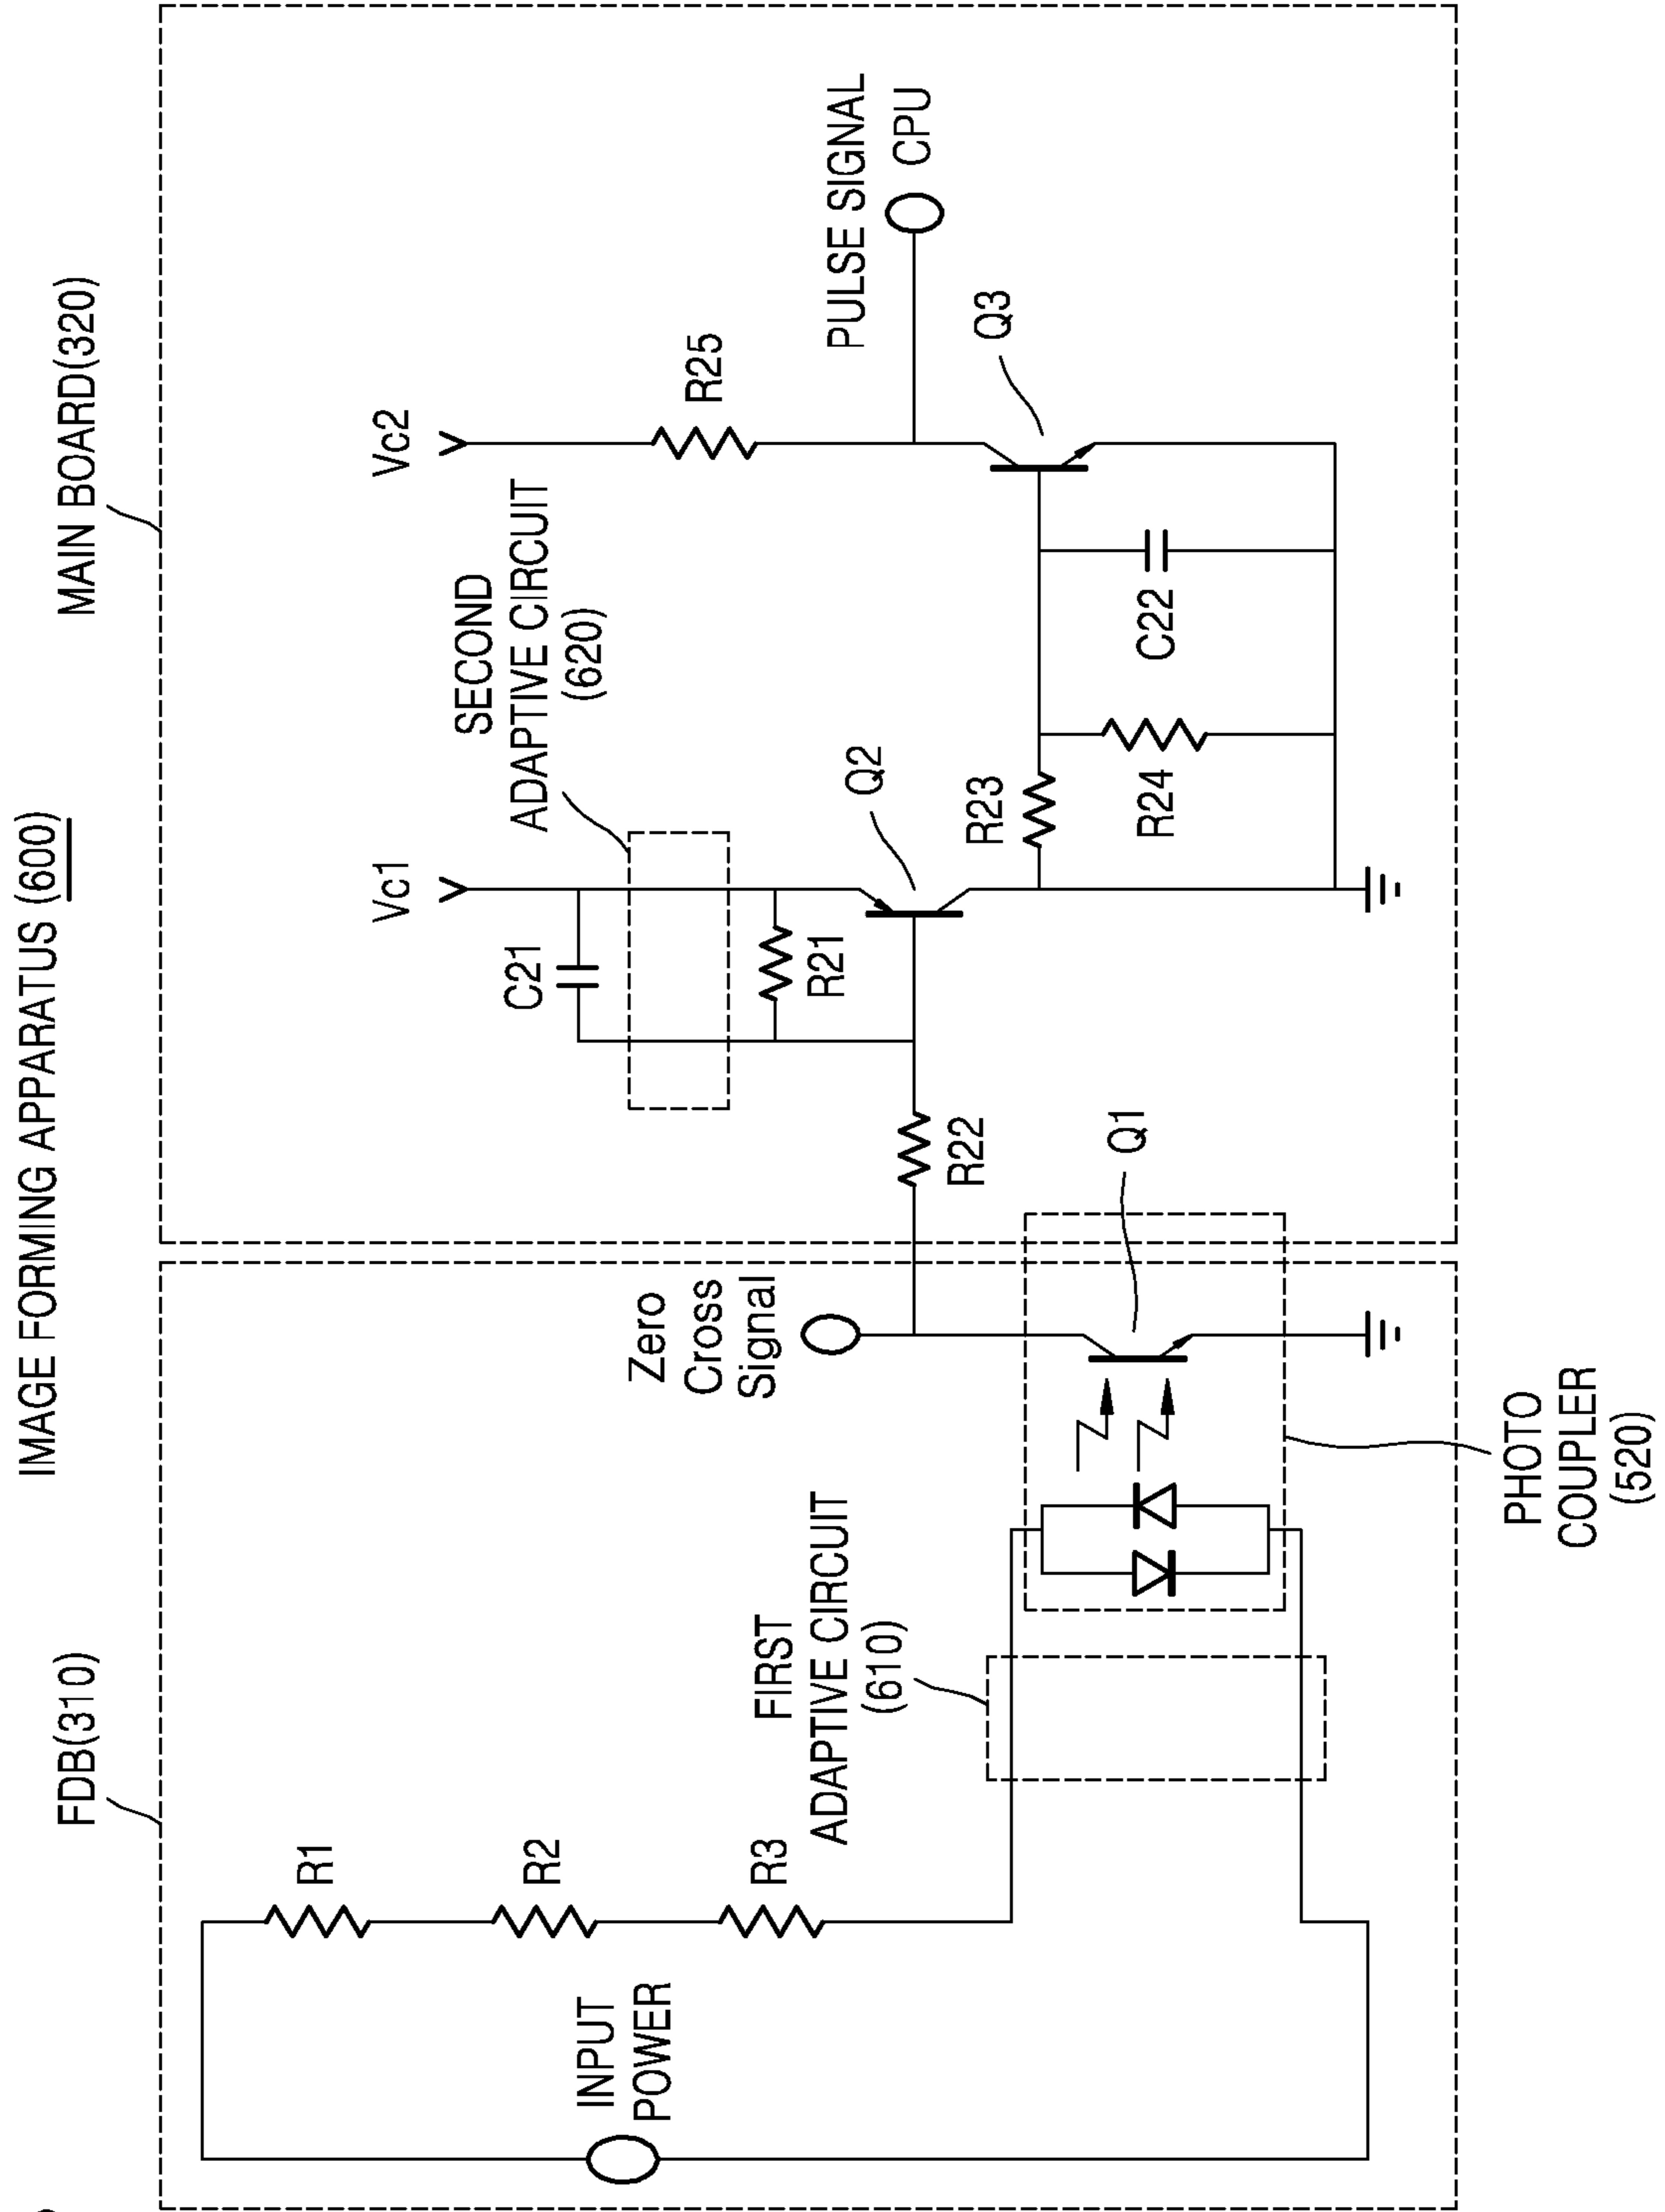 IMAGE FORMING APPARATUS (600)
FDB(310)
MAIN BOARD(320)
R1
R2
R3
INPUT
POWER
FIRST
ADAPTIVE CIRCUIT
(610)
Zero
Cross
Signal
Q1
PHOTO
COUPLER
(520)
R22
Vc1
C21
R21
SECOND
ADAPTIVE CIRCUIT
(620)
Q2
R23
R24
C22
Vc2
R25
Q3
PULSE SIGNAL
CPU